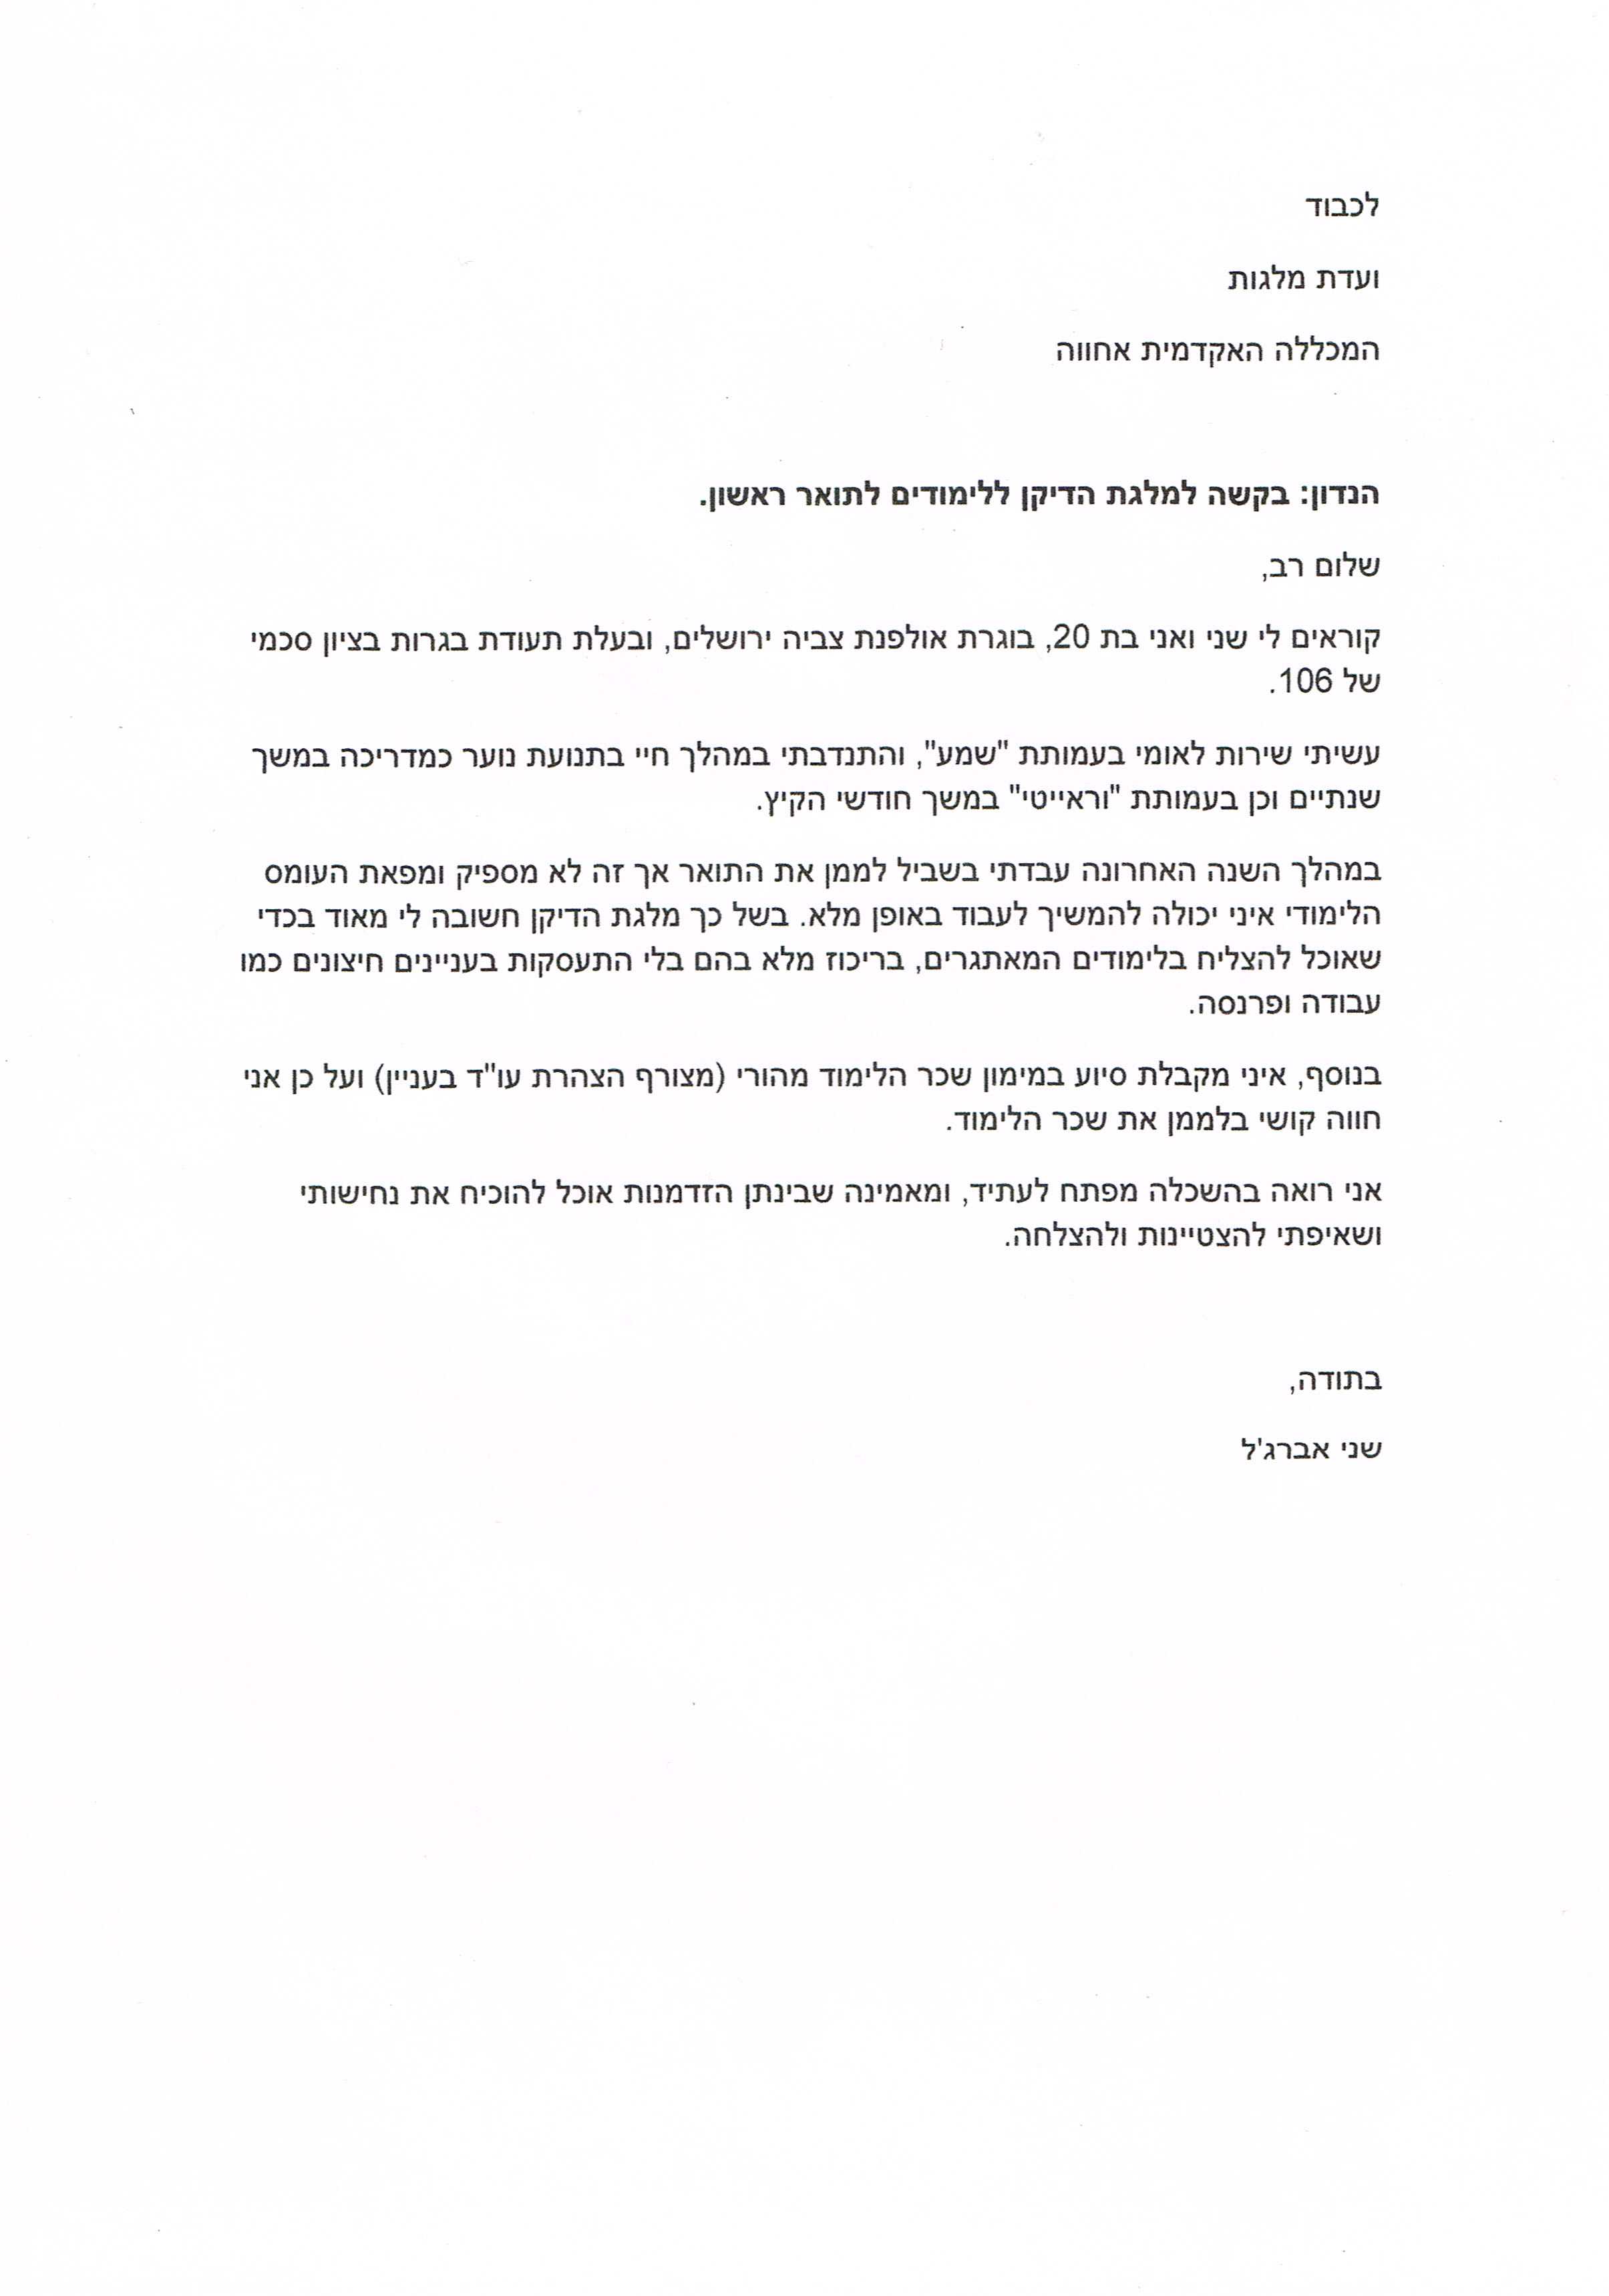 לכבוד
ועדת מלגות
המכללה האקדמית אחווה
הנדון: בקשה למלגת הדיקן ללימודים לתואר ראשון.
שלום רב,
קוראים לי שני ואני בת 20, בוגרת אולפנת צביה ירושלים, ובעלת תעודת בגרות בציון סכמי
של 106.
עשיתי שירות לאומי בעמותת "שמע", והתנדבתי במהלך חיי בתנועת נוער כמדריכה במשך
שנתיים וכן בעמותת "וראייטי" במשך חודשי הקיץ.
במהלך השנה האחרונה עבדתי בשביל לממן את התואר אך זה לא מספיק ומפאת העומס
הלימודי איני יכולה להמשיך לעבוד באופן מלא. בשל כך מלגת הדיקן חשובה לי מאוד בכדי
שאוכל להצליח בלימודים המאתגרים, בריכוז מלא בהם בלי התעסקות בעניינים חיצונים כמו
עבודה ופרנסה.
בנוסף, איני מקבלת סיוע במימון שכר הלימוד מהורי (מצורף הצהרת עו"ד בעניין) ועל כן אני
חווה קושי בלממן את שכר הלימוד.
אני רואה בהשכלה מפתח לעתיד, ומאמינה שבינתן הזדמנות אוכל להוכיח את נחישותי
ושאיפתי להצטיינות ולהצלחה.
בתודה,
שני אברג'ל